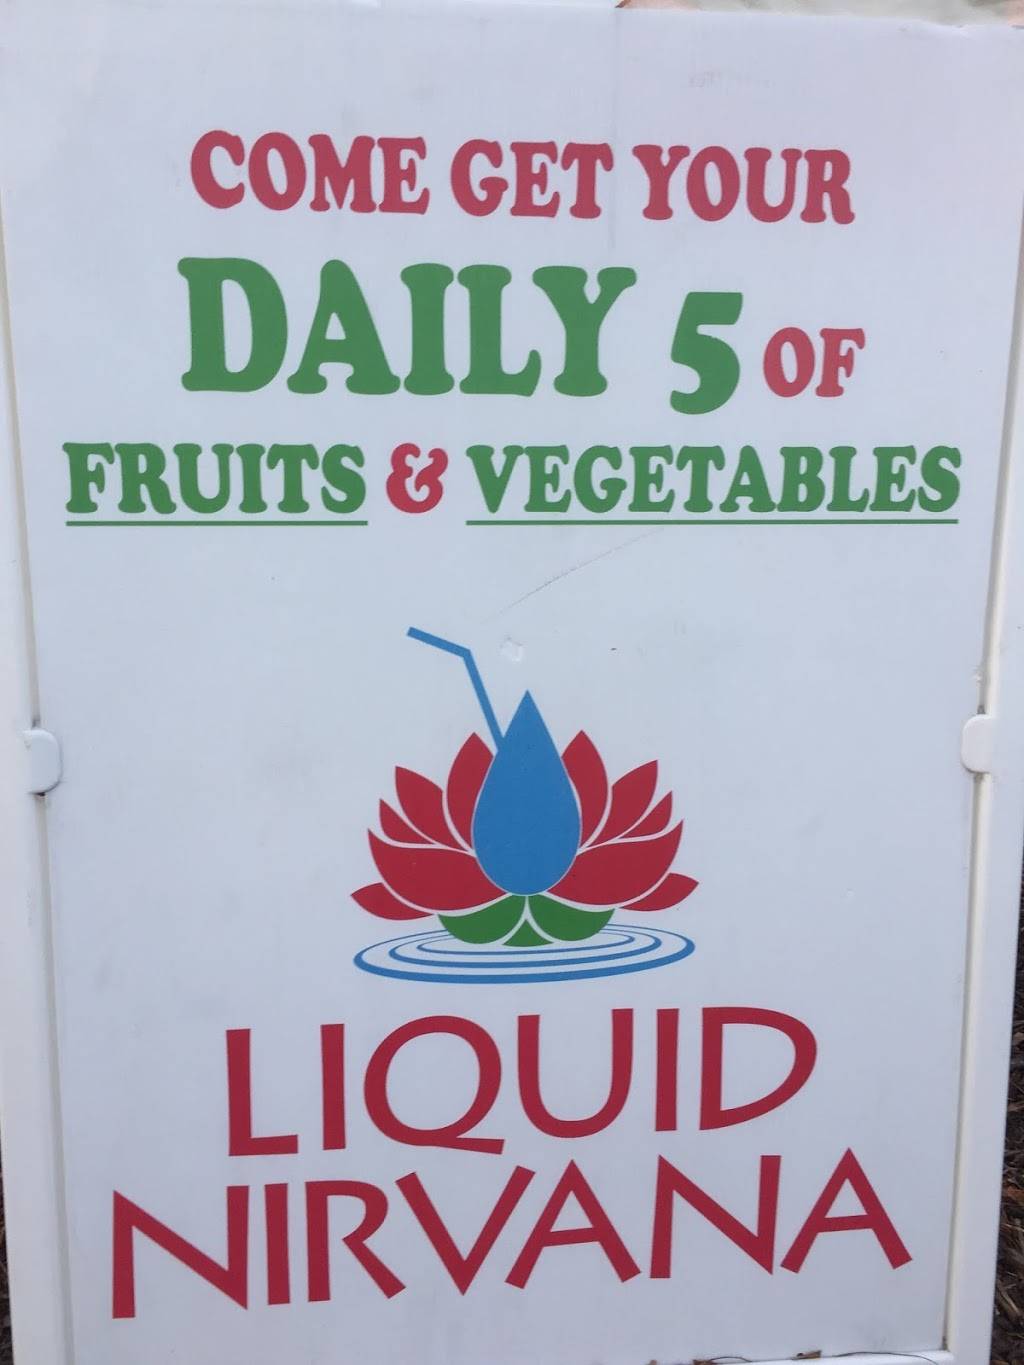 COME GET YOUR
DAILY 5 OF
FRUITS & VEGETABLES
LIQUID
NIRVANA